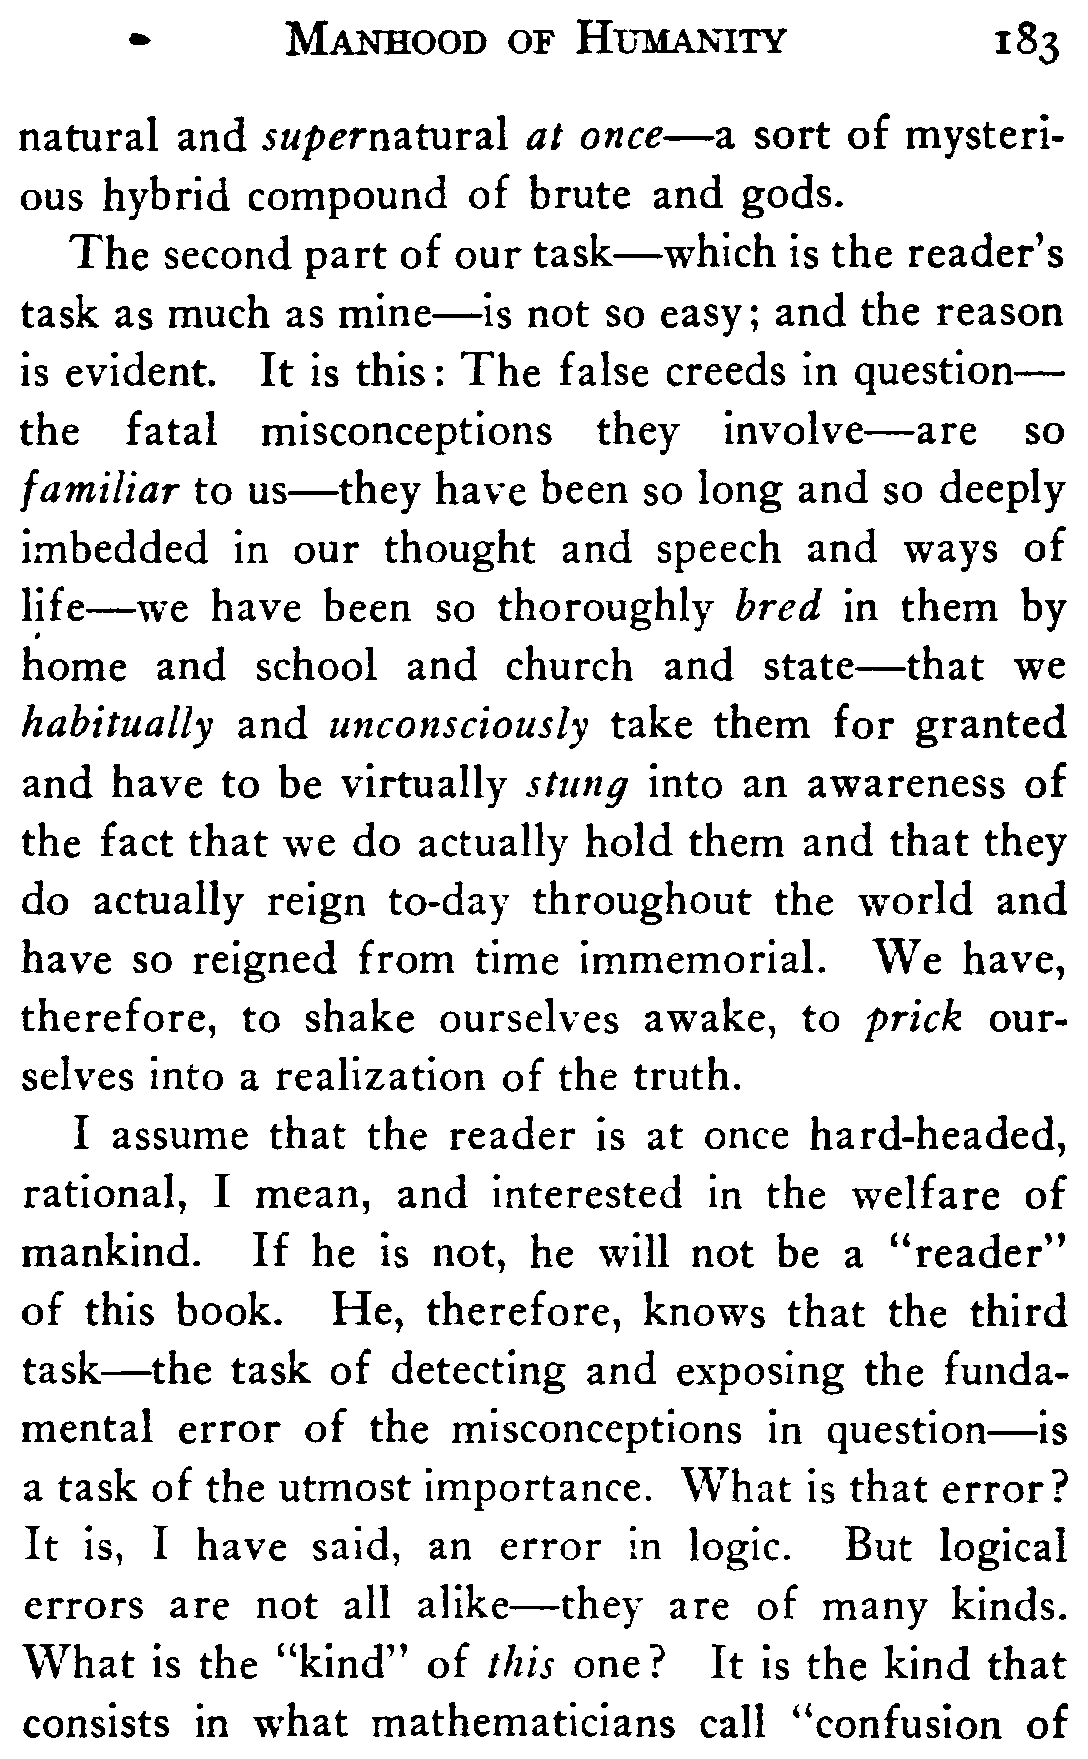 MANHOOD OF HUMANITY 183
natural and supernatural at once—a sort of mysteri-
ous hybrid compound of brute and gods.
The second part of our task—which is the reader's
task as much as mine—is not so easy; and the reason
is evident. It is this: The false creeds in question—
the fatal misconceptions they involve—are so
familiar to us—they have been so long and so deeply
imbedded in our thought and speech and ways of
life—we have been so thoroughly bred in them by
home and school and church and state—that we
habitually and unconsciously take them for granted
and have to be virtually stung into an awareness of
the fact that we do actually hold them and that they
do actually reign to-day throughout the world and
have so reigned from time immemorial. We have,
therefore, to shake ourselves awake, to prick our-
selves into a realization of the truth.
I assume that the reader is at once hard-headed,
rational, I mean, and interested in the welfare of
mankind. If he is not, he will not be a "reader"
of this book. He, therefore, knows that the third
task—the task of detecting and exposing the funda-
mental error of the misconceptions in question—is
a task of the utmost importance. What is that error?
It is, I have said, an error in logic. But logical
errors are not all alike—they are of many kinds.
What is the "kind" of this one? It is the kind that
consists in what mathematicians call "confusion of